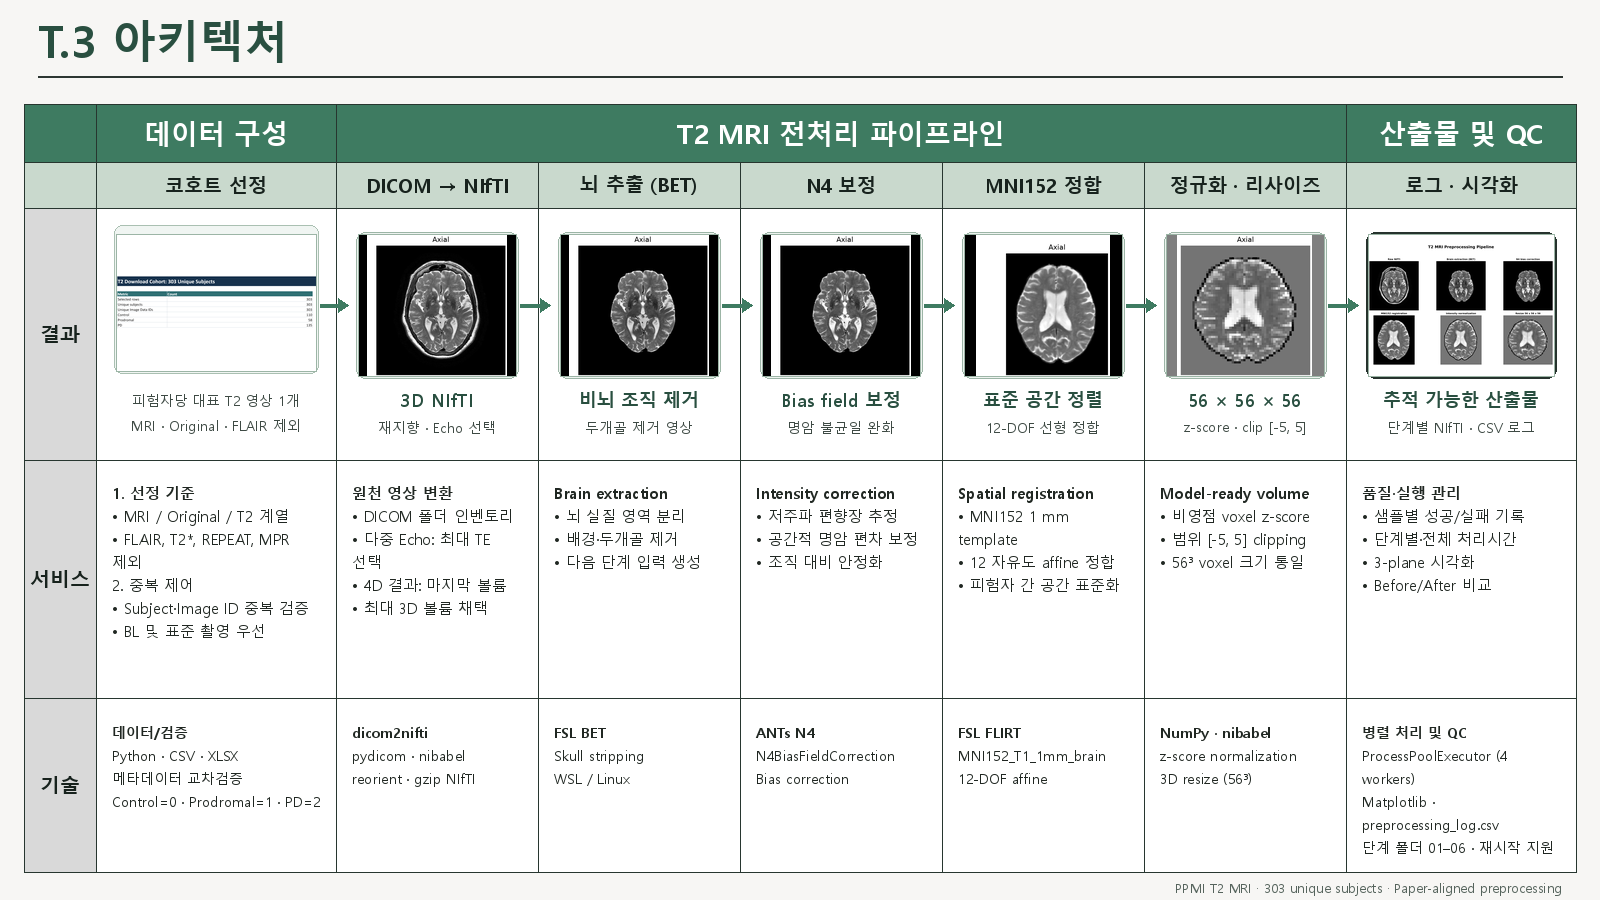 T.3 아키텍처
데이터 구성
T2 MRI 전처리 파이프라인
산출물 및 QC
코호트 선정
DICOM → NIfTI
뇌 추출 (BET)
N4 보정
MNI152 정합
정규화 · 리사이즈
로그 · 시각화
결과
T2 Download Cohort: 303 Unique Subjects
Metric Count
Selected rows 303
Unique subjects 303
Unique Image Data IDs 303
Control
Prodromal
PD
Axial
Axial
Axial
Axial
Axial
T2 MRI Preprocessing Pipeline
피험자당 대표 T2 영상 1개
MRI · Original · FLAIR 제외
3D NIfTI
재지향 · Echo 선택
비뇌 조직 제거
두개골 제거 영상
Bias field 보정
명암 불균일 완화
표준 공간 정렬
12-DOF 선형 정합
56 × 56 × 56
z-score · clip [-5, 5]
추적 가능한 산출물
단계별 NIfTI · CSV 로그
서비스
1. 선정 기준
• MRI / Original / T2 계열
• FLAIR, T2*, REPEAT, MPR
제외
2. 중복 제어
• Subject·Image ID 중복 검증
• BL 및 표준 촬영 우선
원천 영상 변환
• DICOM 폴더 인벤토리
• 다중 Echo: 최대 TE
선택
• 4D 결과: 마지막 볼륨
• 최대 3D 볼륨 채택
Brain extraction
• 뇌 실질 영역 분리
• 배경·두개골 제거
• 다음 단계 입력 생성
Intensity correction
• 저주파 편향장 추정
• 공간적 명암 편차 보정
• 조직 대비 안정화
Spatial registration
• MNI152 1 mm
template
• 12 자유도 affine 정합
• 피험자 간 공간 표준화
Model-ready volume
• 비영점 voxel z-score
• 범위 [-5, 5] clipping
• 56³ voxel 크기 통일
품질·실행 관리
• 샘플별 성공/실패 기록
• 단계별·전체 처리시간
• 3-plane 시각화
• Before/After 비교
기술
데이터/검증
Python · CSV · XLSX
메타데이터 교차검증
Control=0 · Prodromal=1 · PD=2
dicom2nifti
pydicom · nibabel
reorient · gzip NIfTI
FSL BET
Skull stripping
WSL / Linux
ANTs N4
N4BiasFieldCorrection
Bias correction
FSL FLIRT
MNI152_T1_1mm_brain
12-DOF affine
NumPy · nibabel
z-score normalization
3D resize (56³)
병렬 처리 및 QC
ProcessPoolExecutor (4
workers)
Matplotlib ·
preprocessing_log.csv
단계 폴더 01–06 · 재시작 지원
PPMI T2 MRI · 303 unique subjects · Paper-aligned preprocessing